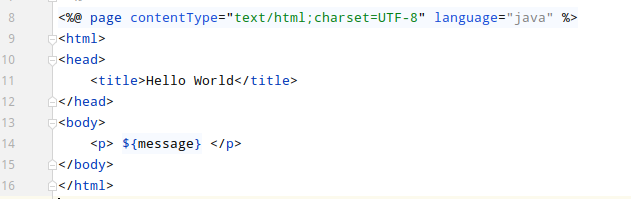 8 <%@ page contentType="text/html;charset=UTF-8" language="java" %>
9 <html>
10 <head>
11     <title>Hello World</title>
12 </head>
13 <body>
14     <p> ${message} </p>
15 </body>
16 </html>